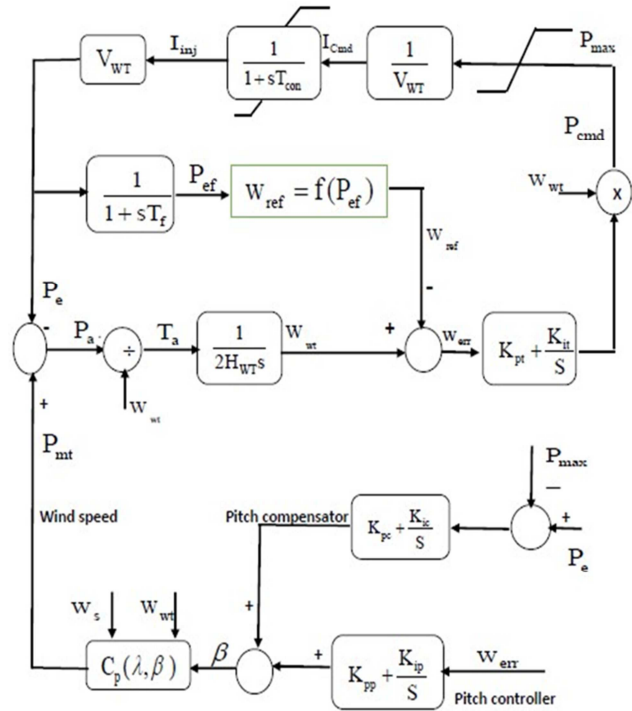 P_max
I_inj
I_Cmd
V_WT
1 / (1 + sT_con)
1 / V_WT
P_cmd
W_wt
x
1 / (1 + sT_f)
P_ef
W_ref = f(P_ef)
W_ref
-
P_e
-
P_a
÷
T_a
1 / (2H_WT s)
W_wt
+
w_err
K_pt + K_it / S
+
W_wt
P_mt
P_max
−
Wind speed
Pitch compensator
K_pc + K_ic / S
+
P_e
W_s
W_wt
+
C_p(λ, β)
β
+
K_pp + K_ip / S
W_err
Pitch controller